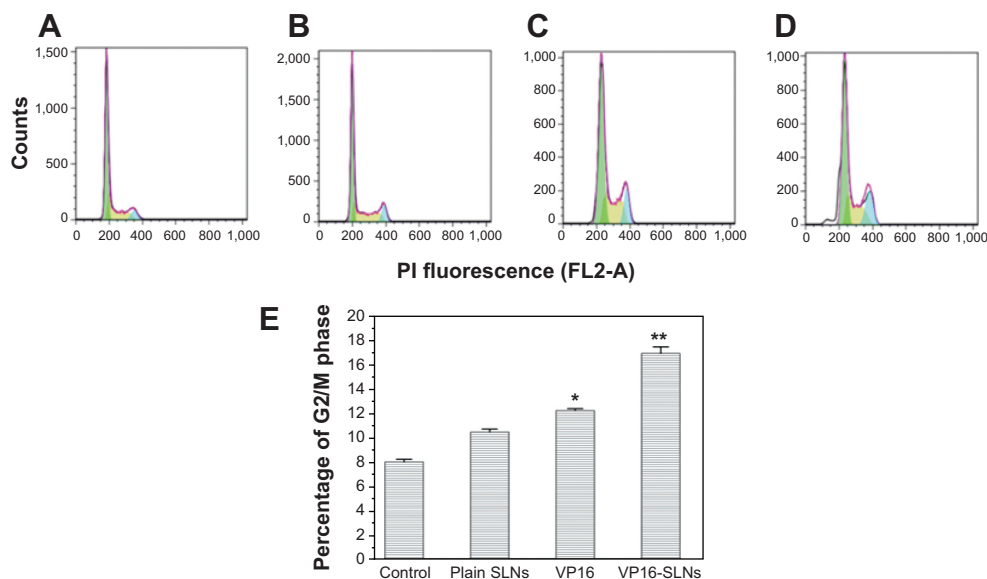 A
B
C
D
Counts
1,500
1,000
500
0
0 200 400 600 800 1,000
2,000
1,500
1,000
500
0
0 200 400 600 800 1,000
1,000
800
600
400
200
0
0 200 400 600 800 1,000
1,000
800
600
400
200
0
0 200 400 600 800 1,000
PI fluorescence (FL2-A)
E
Percentage of G2/M phase
20
18
16
14
12
10
8
6
4
2
0
*
**
Control Plain SLNs VP16 VP16-SLNs